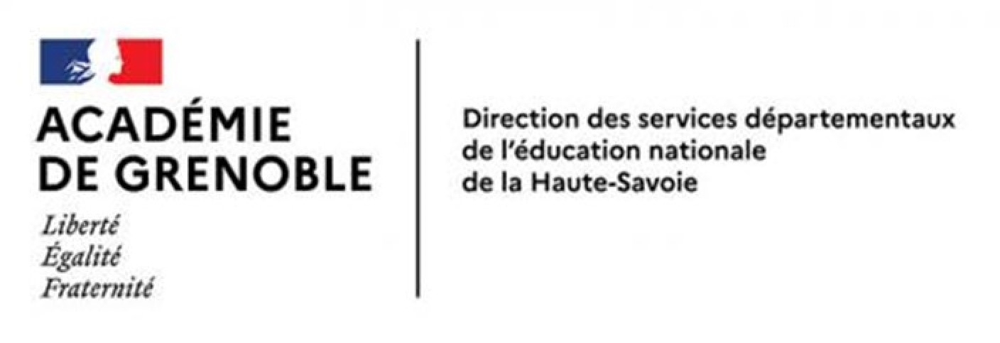 ACADÉMIE
DE GRENOBLE
Liberté
Égalité
Fraternité
Direction des services départementaux
de l'éducation nationale
de la Haute-Savoie